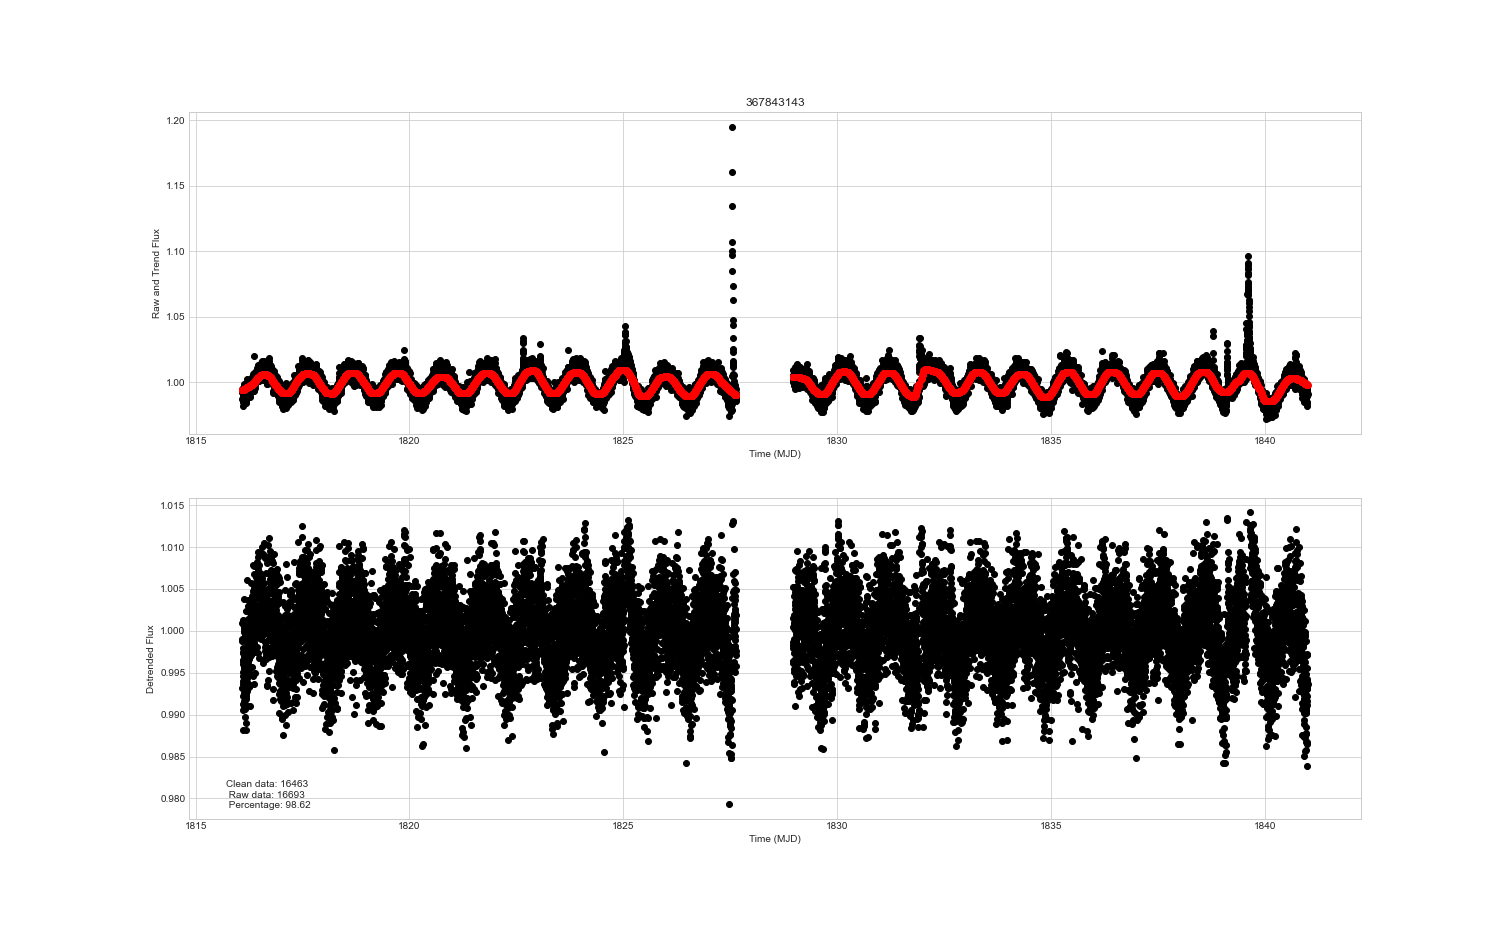 367843143
1.20
1.15
1.10
1.05
1.00
Raw and Trend Flux
1815 1820 1825 1830 1835 1840
Time (MJD)
1.015
1.010
1.005
1.000
0.995
0.990
0.985
0.980
Detrended Flux
Clean data: 16463
Raw data: 16693
Percentage: 98.62
1815 1820 1825 1830 1835 1840
Time (MJD)